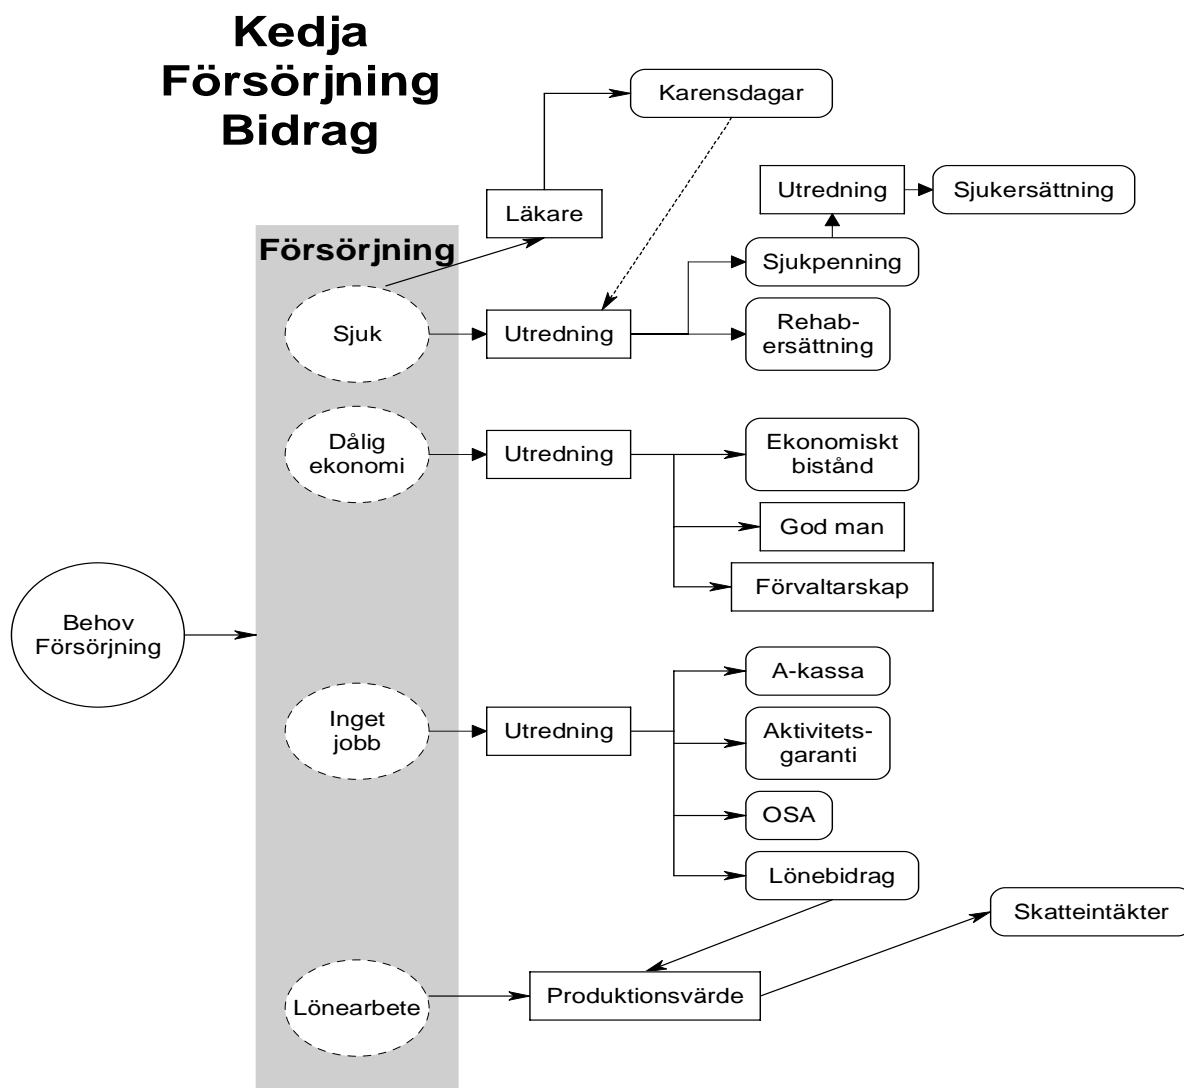 Kedja
Försörjning
Bidrag
Karensdagar
Utredning
Sjukersättning
Läkare
Försörjning
Sjukpenning
Sjuk
Utredning
Rehab-
ersättning
Dålig
ekonomi
Utredning
Ekonomiskt
bistånd
God man
Förvaltarskap
Behov
Försörjning
A-kassa
Inget
jobb
Utredning
Aktivitets-
garanti
OSA
Lönebidrag
Skatteintäkter
Lönearbete
Produktionsvärde